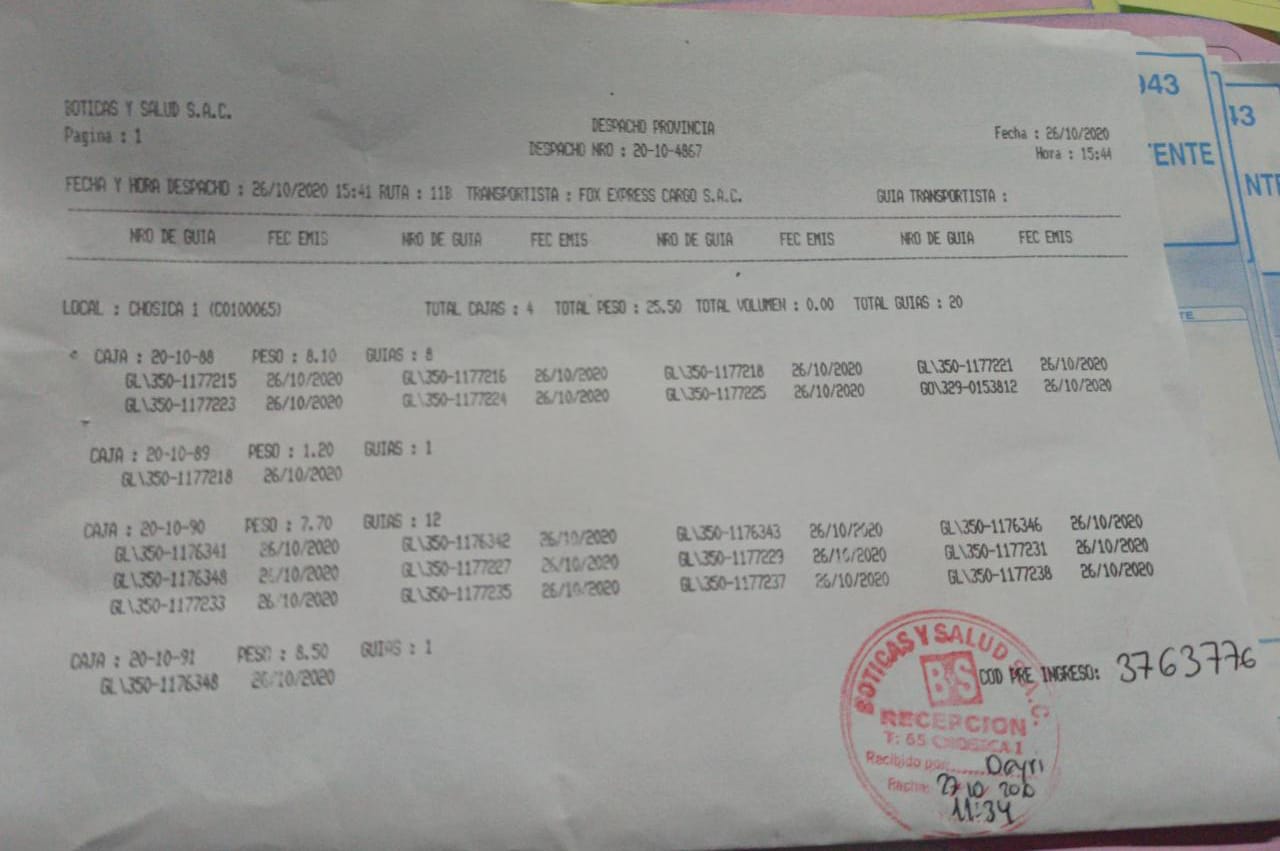 BOTICAS Y SALUD S.A.C.
Pagina : 1
DESPACHO PROVINCIA
DESPACHO NRO : 20-10-4867
Fecha : 26/10/2020
Hora : 15:44
FECHA Y HORA DESPACHO : 26/10/2020 15:41 RUTA : 11B TRANSPORTISTA : FOX EXPRESS CARGO S.A.C. GUIA TRANSPORTISTA :
NRO DE GUIA FEC EMIS NRO DE GUIA FEC EMIS NRO DE GUIA FEC EMIS NRO DE GUIA FEC EMIS
LOCAL : CHOSICA 1 (CO100065) TOTAL CAJAS : 4 TOTAL PESO : 25.50 TOTAL VOLUMEN : 0.00 TOTAL GUIAS : 20
CAJA : 20-10-88 PESO : 8.10 GUIAS : 8
GL\350-1177215 26/10/2020 GL\350-1177216 26/10/2020 GL\350-1177218 26/10/2020 GL\350-1177221 26/10/2020
GL\350-1177223 26/10/2020 GL\350-1177224 26/10/2020 GL\350-1177225 26/10/2020 GO\329-0153812 26/10/2020
CAJA : 20-10-89 PESO : 1.20 GUIAS : 1
GL\350-1177218 26/10/2020
CAJA : 20-10-90 PESO : 7.70 GUIAS : 12
GL\350-1176341 26/10/2020 GL\350-1176342 26/10/2020 GL\350-1176343 26/10/2020 GL\350-1176346 26/10/2020
GL\350-1176348 26/10/2020 GL\350-1177227 26/10/2020 GL\350-1177229 26/10/2020 GL\350-1177231 26/10/2020
GL\350-1177233 26/10/2020 GL\350-1177235 26/10/2020 GL\350-1177237 26/10/2020 GL\350-1177238 26/10/2020
CAJA : 20-10-91 PESO : 8.50 GUIAS : 1
GL\350-1176348 26/10/2020
COD PRE INGRESO: 3763776
BOTICAS Y SALUD S.A.C.
BS
RECEPCION
T: 65 CHOSICA 1
Recibido por: Dayri
Fecha: 27 10 2020
11:34
943
ENTE
13
NTE
TE